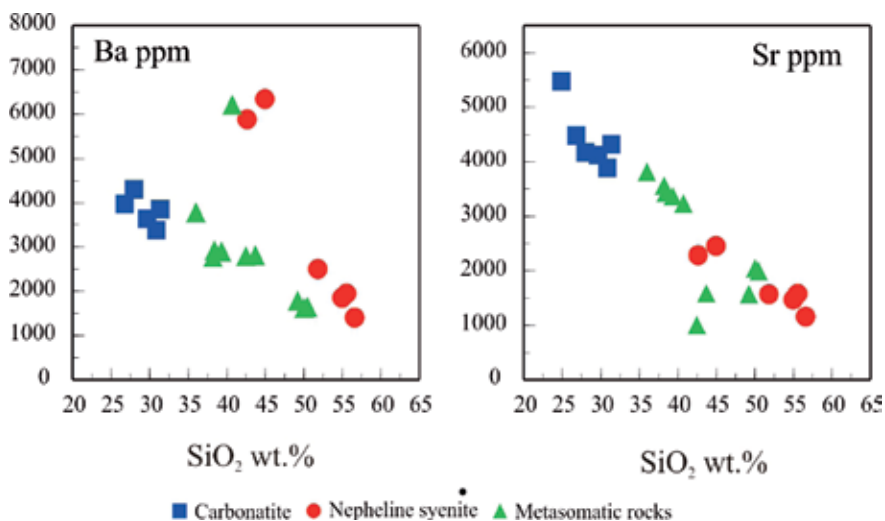 Ba ppm
8000
7000
6000
5000
4000
3000
2000
1000
0
20 25 30 35 40 45 50 55 60 65
SiO2 wt.%
Sr ppm
6000
5000
4000
3000
2000
1000
0
20 25 30 35 40 45 50 55 60 65
SiO2 wt.%
Carbonatite Nepheline syenite Metasomatic rocks